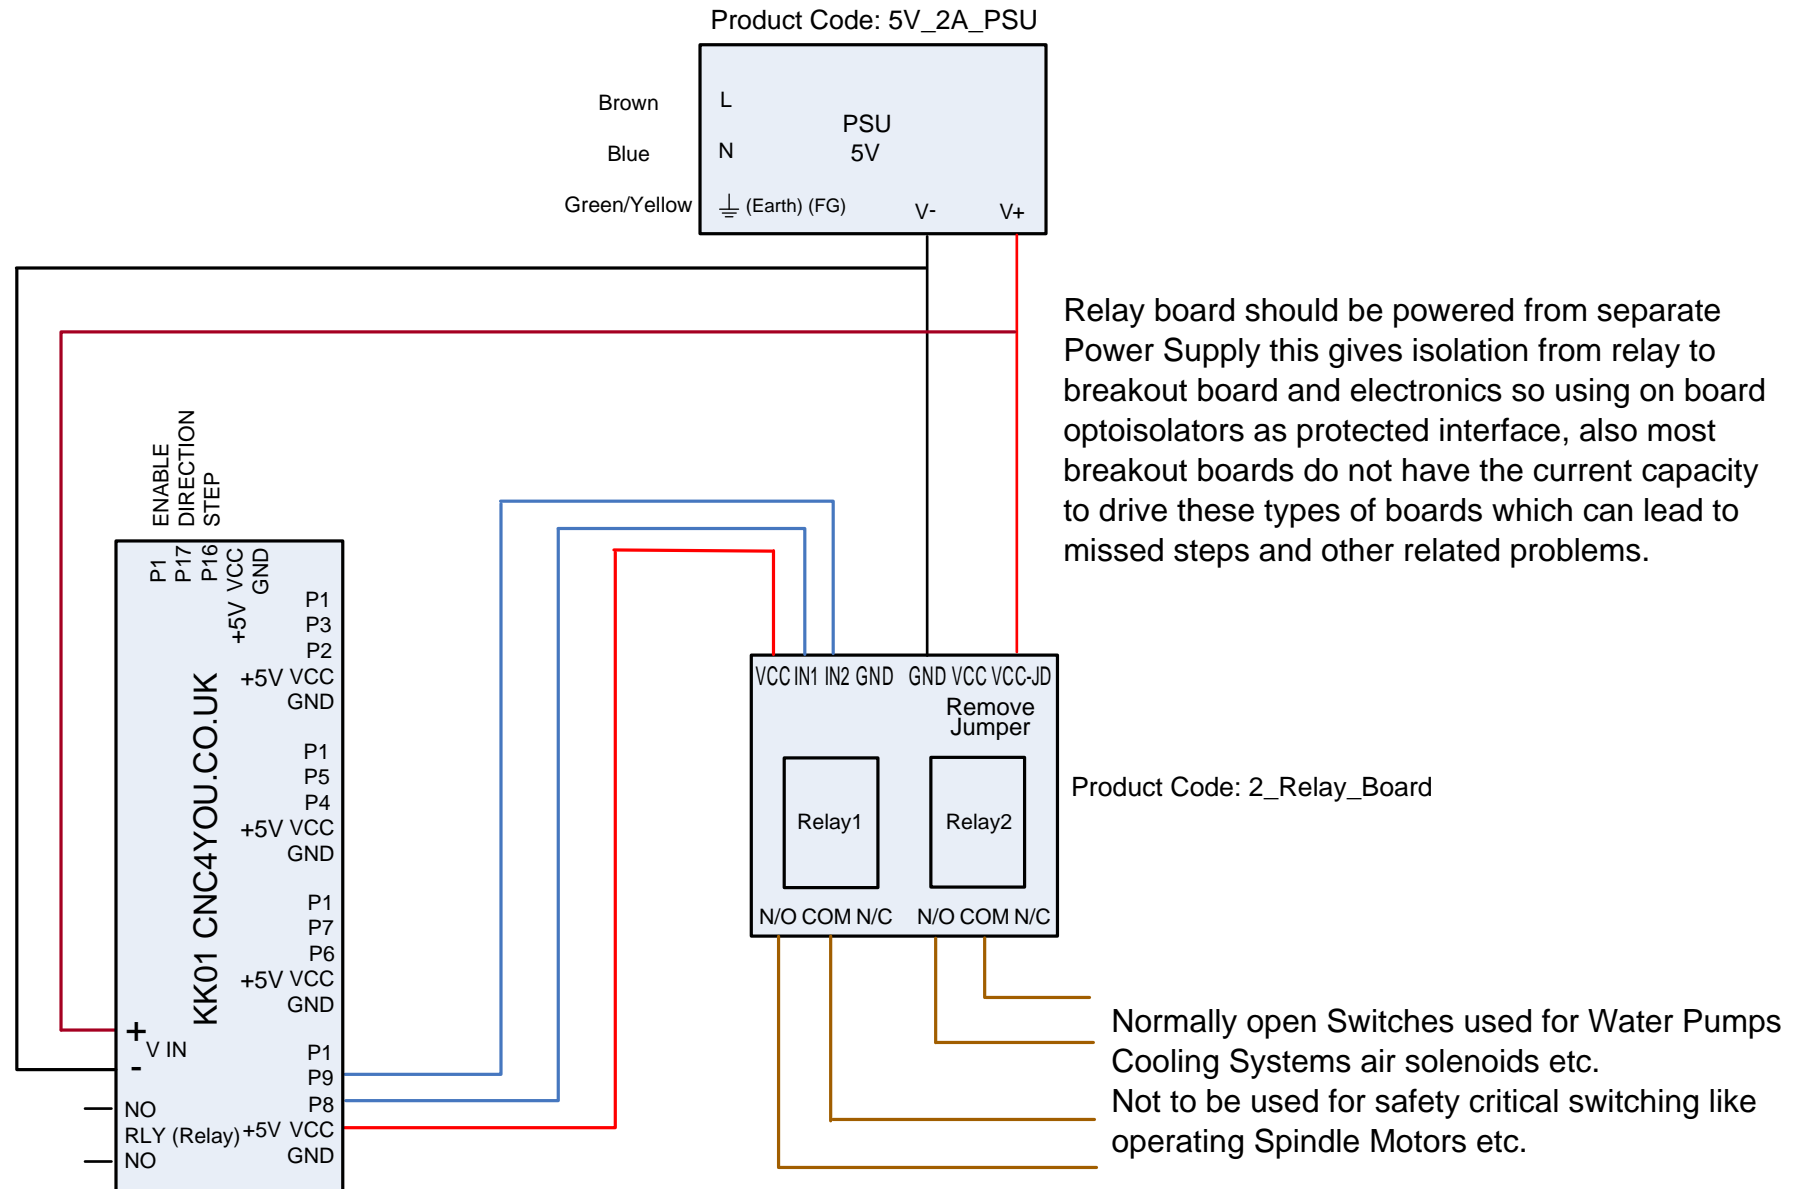 Product Code: 5V_2A_PSU
Brown
L
PSU
5V
Blue
N
Green/Yellow
(Earth) (FG)
V-
V+
Relay board should be powered from separate
Power Supply this gives isolation from relay to
breakout board and electronics so using on board
optoisolators as protected interface, also most
breakout boards do not have the current capacity
to drive these types of boards which can lead to
missed steps and other related problems.
ENABLE
DIRECTION
STEP
P1
P17
P16
+5V VCC
GND
P1
P3
P2
+5V VCC
GND
P1
P5
P4
+5V VCC
GND
P1
P7
P6
+5V VCC
GND
P1
P9
P8
+5V VCC
GND
KK01 CNC4YOU.CO.UK
+
V IN
-
NO
RLY (Relay)
NO
VCC IN1 IN2 GND GND VCC VCC-JD
Remove
Jumper
Relay1
Relay2
N/O COM N/C N/O COM N/C
Product Code: 2_Relay_Board
Normally open Switches used for Water Pumps
Cooling Systems air solenoids etc.
Not to be used for safety critical switching like
operating Spindle Motors etc.